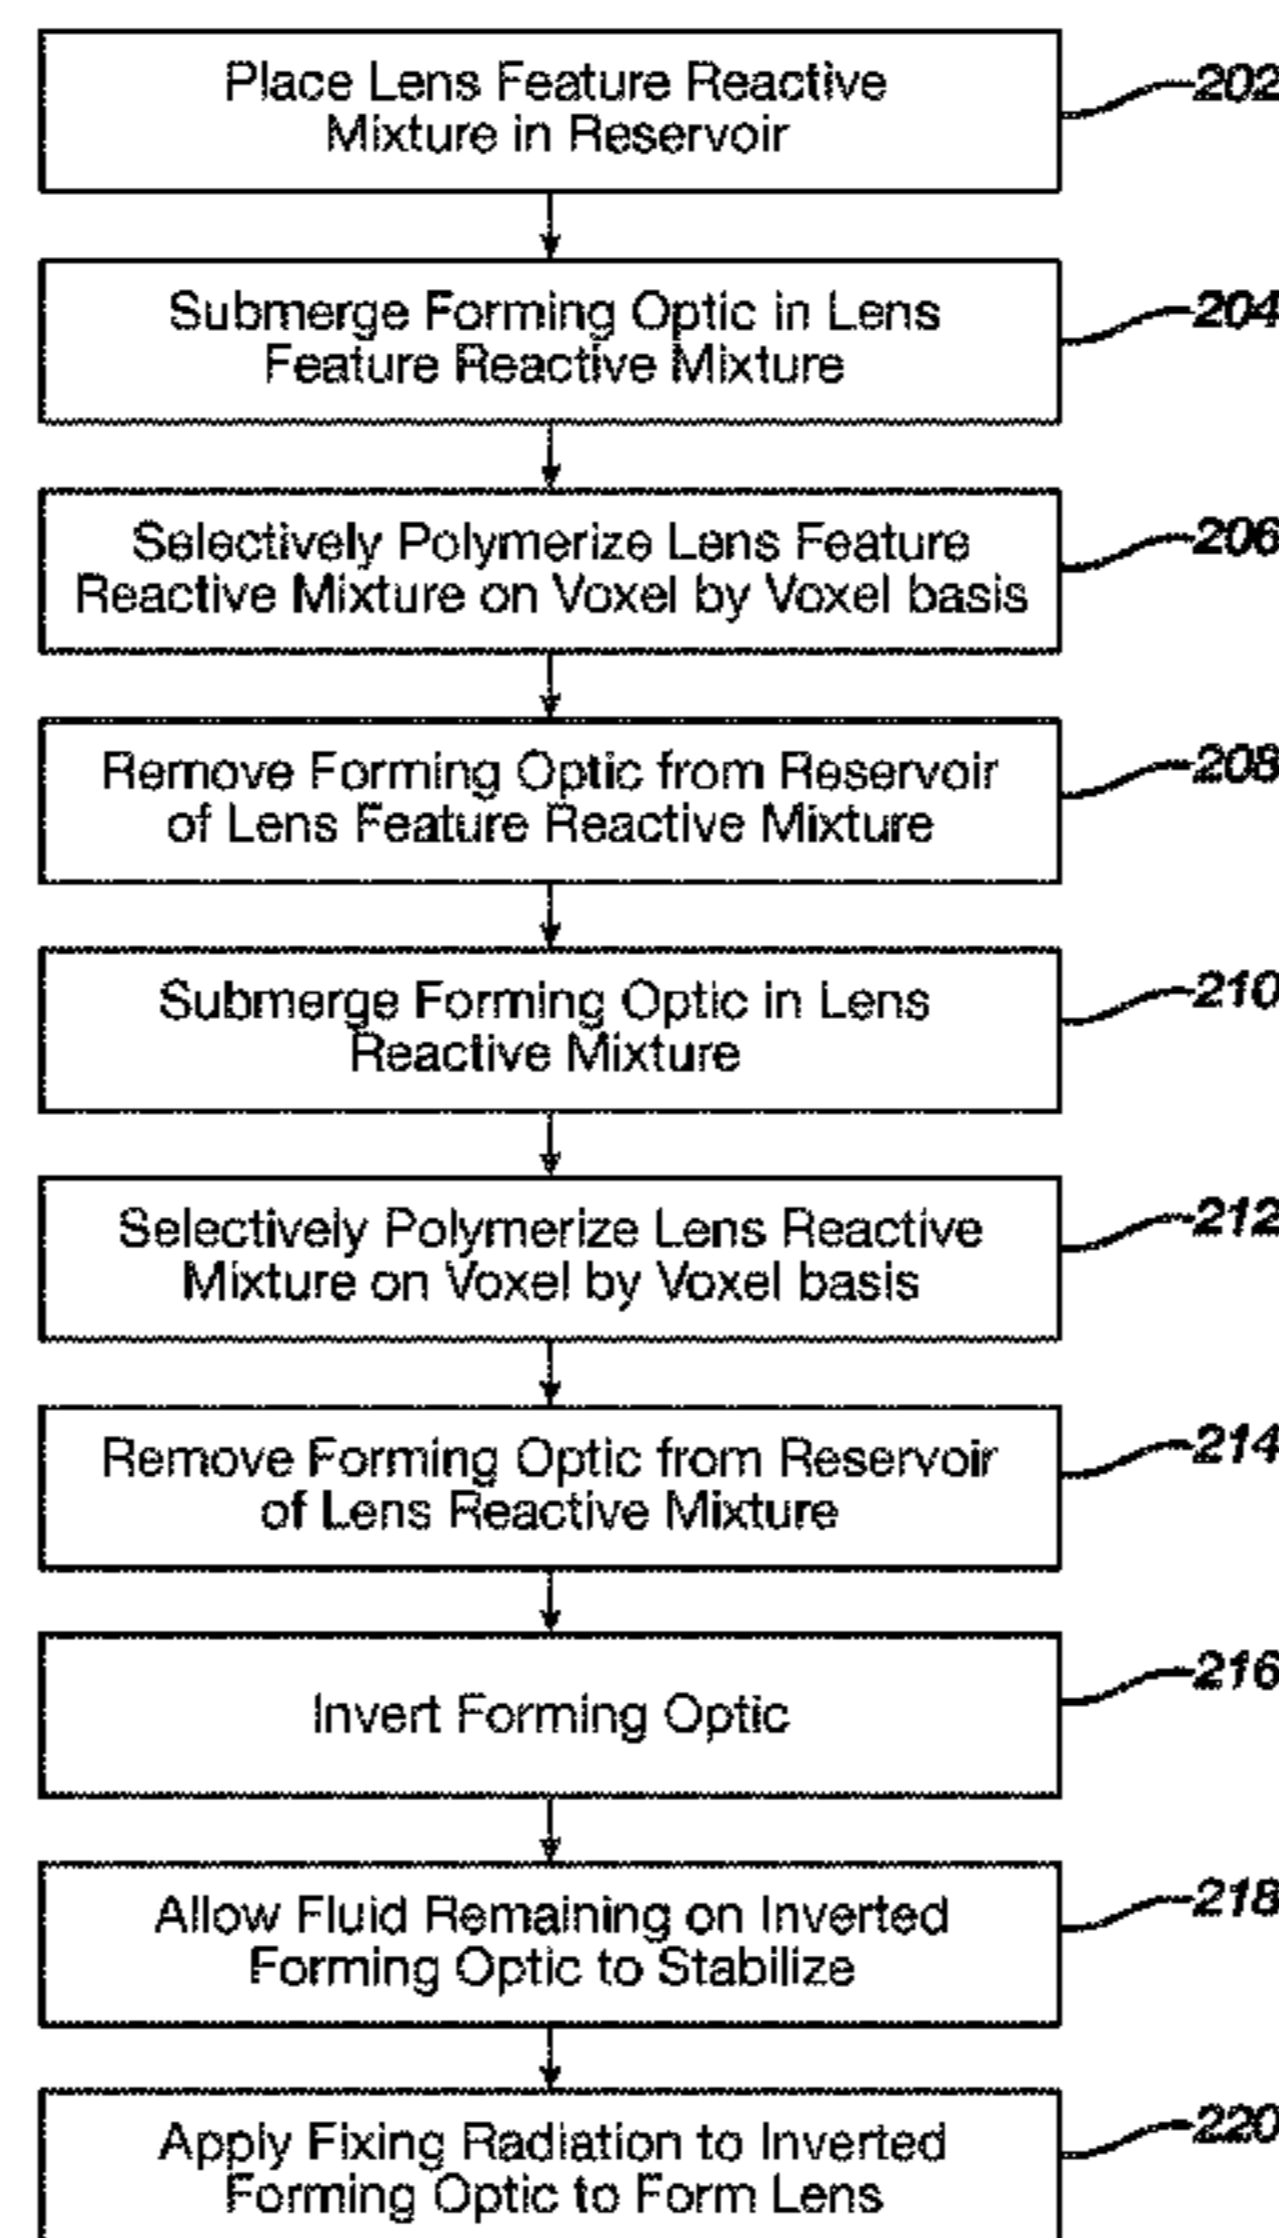 Place Lens Feature Reactive
Mixture in Reservoir
202
Submerge Forming Optic in Lens
Feature Reactive Mixture
204
Selectively Polymerize Lens Feature
Reactive Mixture on Voxel by Voxel basis
206
Remove Forming Optic from Reservoir
of Lens Feature Reactive Mixture
208
Submerge Forming Optic in Lens
Reactive Mixture
210
Selectively Polymerize Lens Reactive
Mixture on Voxel by Voxel basis
212
Remove Forming Optic from Reservoir
of Lens Reactive Mixture
214
Invert Forming Optic
216
Allow Fluid Remaining on Inverted
Forming Optic to Stabilize
218
Apply Fixing Radiation to Inverted
Forming Optic to Form Lens
220